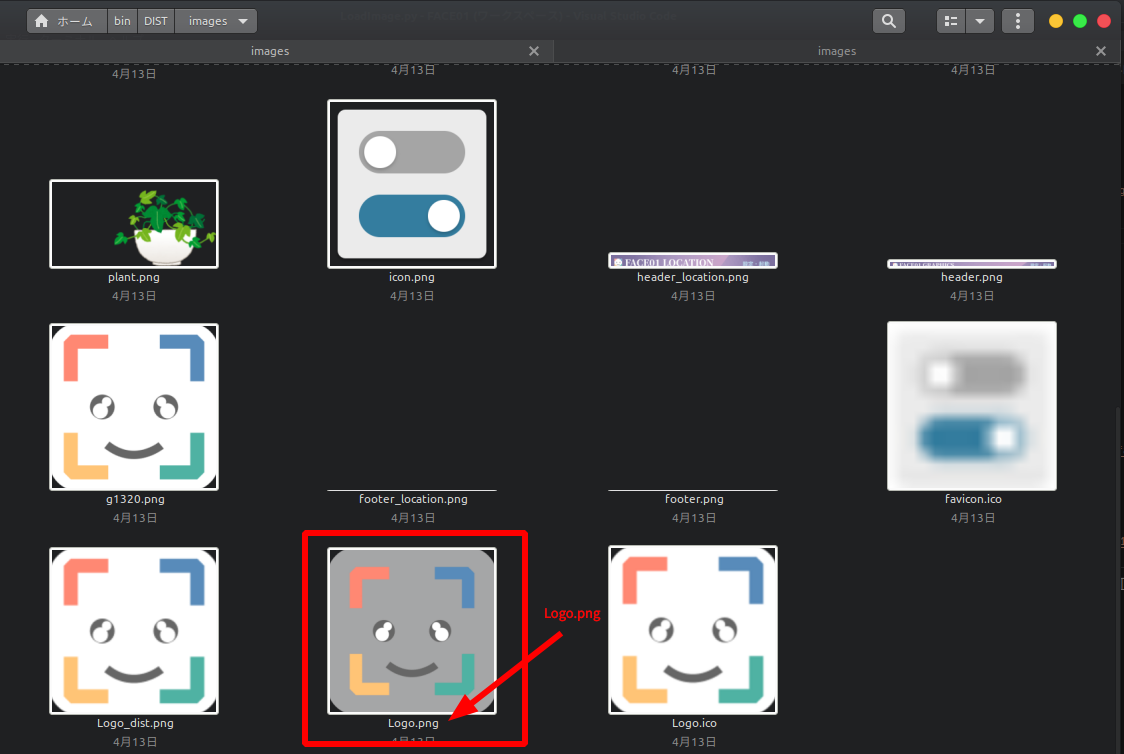 ホーム bin DIST images
images images
4月13日 4月13日 4月13日 4月13日
FACE01 LOCATION
plant.png icon.png header_location.png header.png
4月13日 4月13日 4月13日 4月13日
g1320.png footer_location.png footer.png favicon.ico
4月13日 4月13日 4月13日 4月13日
Logo.png
Logo_dist.png Logo.png Logo.ico
4月13日 4月13日 4月13日